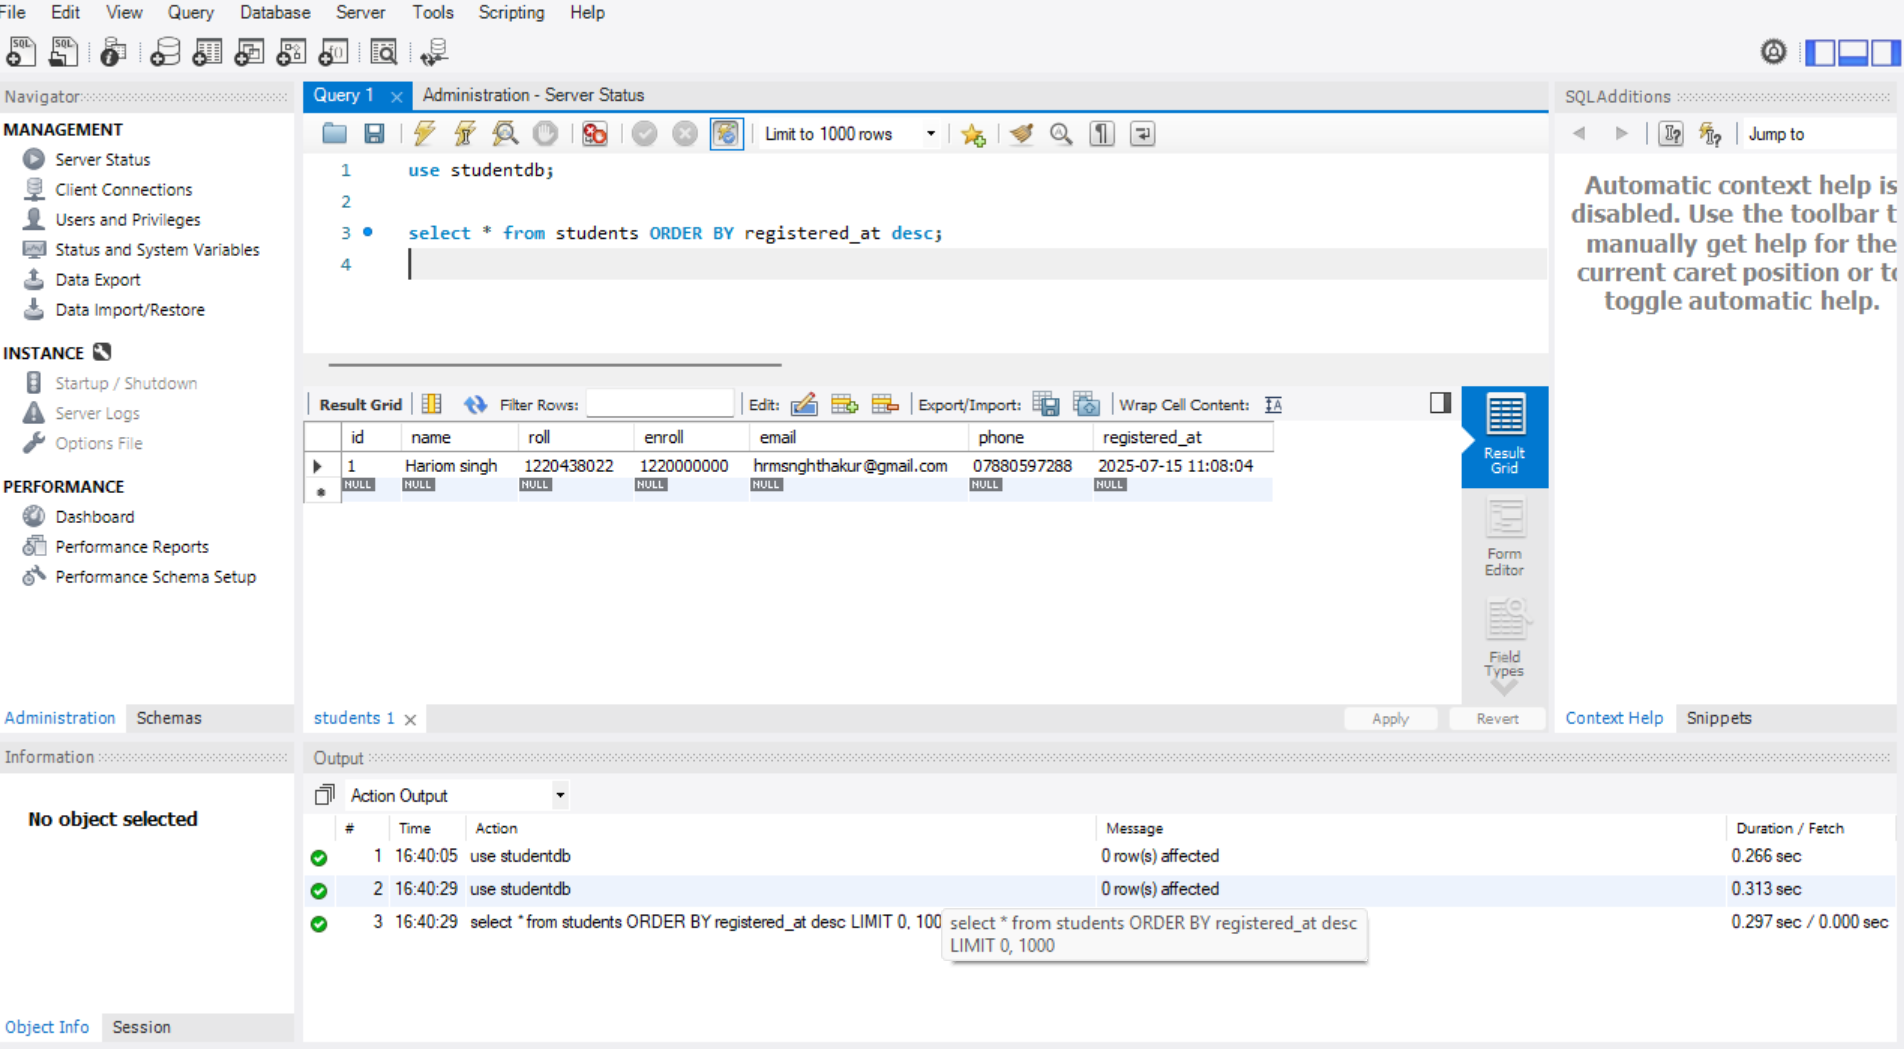 File Edit View Query Database Server Tools Scripting Help
Navigator
MANAGEMENT
Server Status
Client Connections
Users and Privileges
Status and System Variables
Data Export
Data Import/Restore
INSTANCE
Startup / Shutdown
Server Logs
Options File
PERFORMANCE
Dashboard
Performance Reports
Performance Schema Setup
Administration Schemas
Information
No object selected
Object Info Session
Query 1 Administration - Server Status
Limit to 1000 rows
1 use studentdb;
2
3 select * from students ORDER BY registered_at desc;
4
Result Grid Filter Rows: Edit: Export/Import: Wrap Cell Content:
id name roll enroll email phone registered_at
1 Hariom singh 1220438022 1220000000 hrmsnghthakur@gmail.com 07880597288 2025-07-15 11:08:04
NULL NULL NULL NULL NULL NULL NULL
Result
Grid
Form
Editor
Field
Types
students 1 Apply Revert
SQLAdditions
Jump to
Automatic context help is
disabled. Use the toolbar t
manually get help for the
current caret position or to
toggle automatic help.
Context Help Snippets
Output
Action Output
# Time Action Message Duration / Fetch
1 16:40:05 use studentdb 0 row(s) affected 0.266 sec
2 16:40:29 use studentdb 0 row(s) affected 0.313 sec
3 16:40:29 select * from students ORDER BY registered_at desc LIMIT 0, 100 0.297 sec / 0.000 sec
select * from students ORDER BY registered_at desc
LIMIT 0, 1000